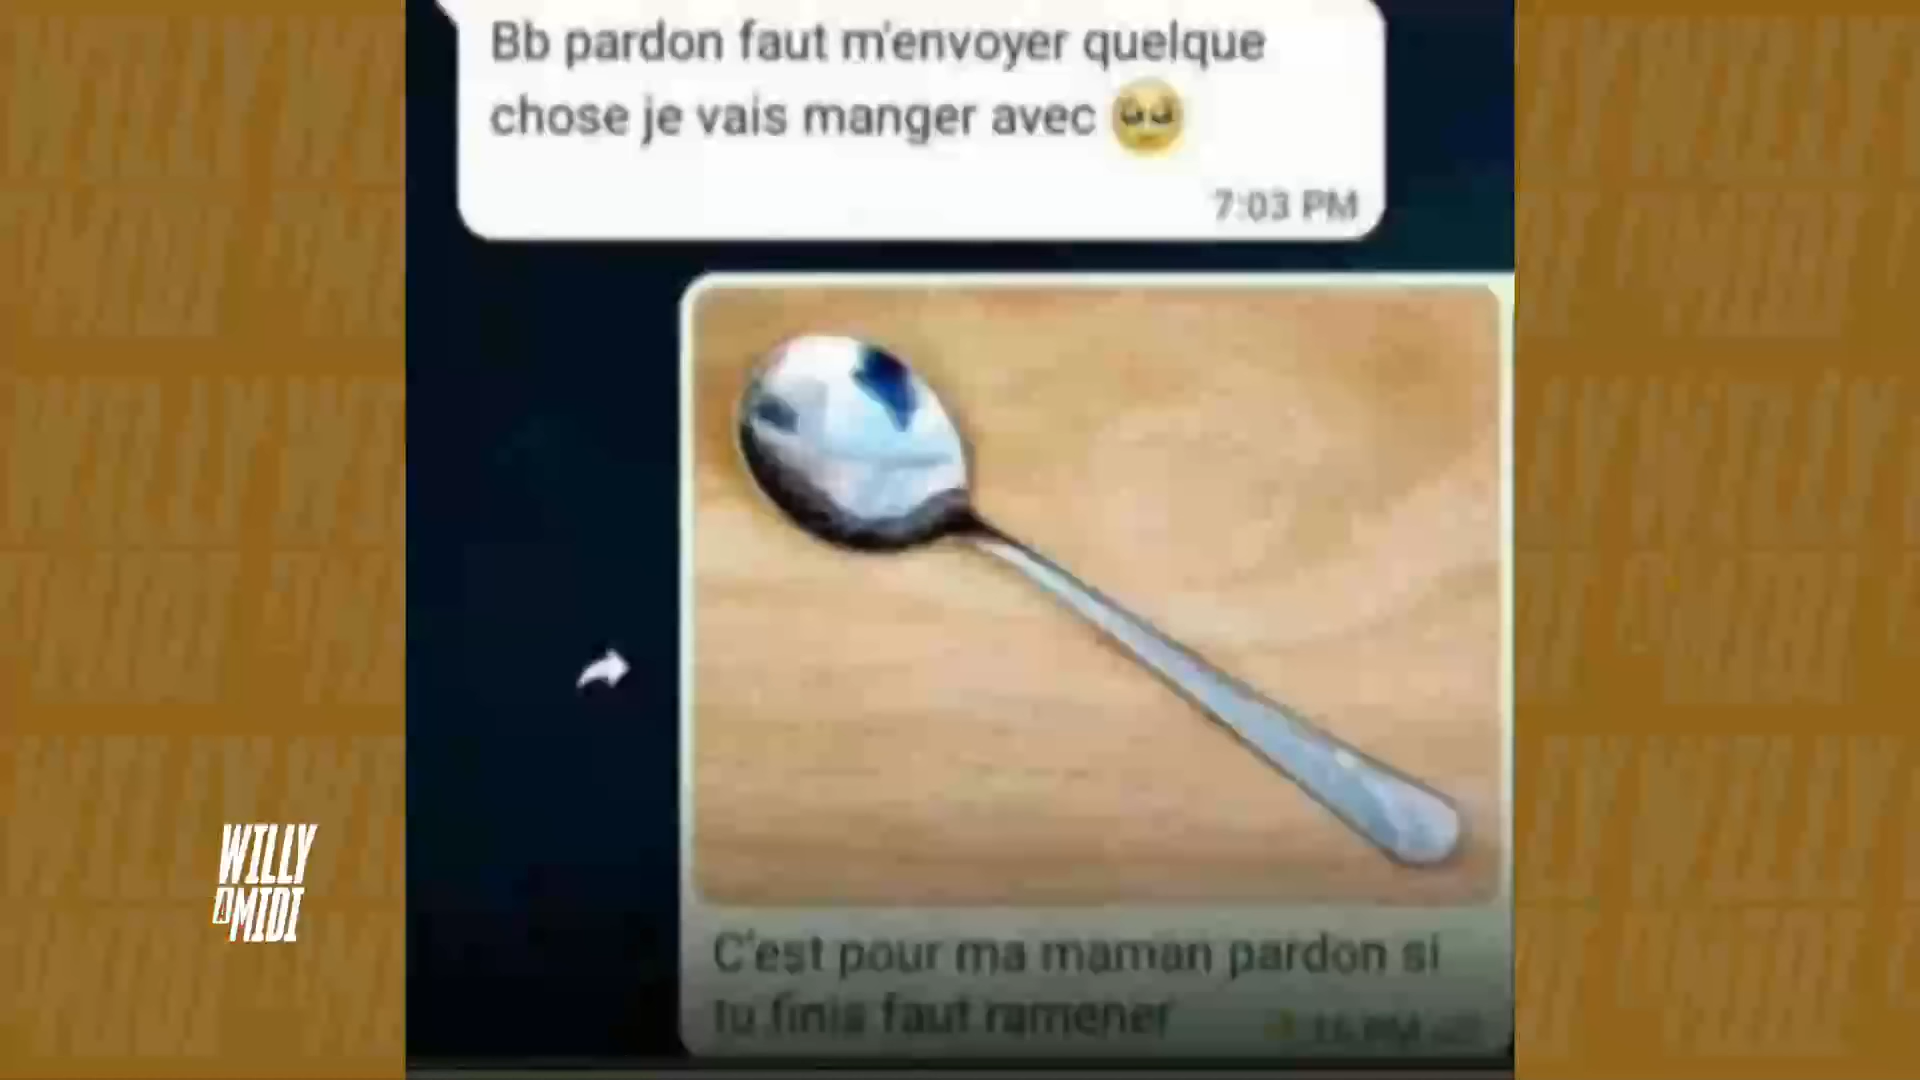 Bb pardon faut m'envoyer quelque
chose je vais manger avec 🥺
7:03 PM
C'est pour ma maman pardon si
tu finis faut ramener
WILLY
A MIDI